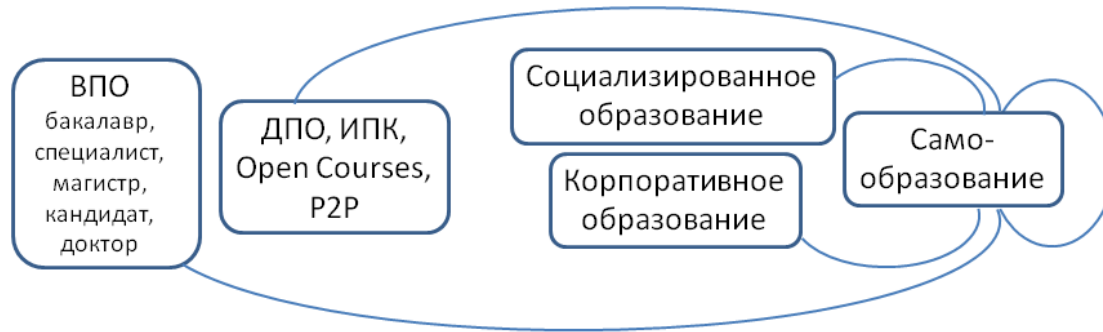 ВПО
бакалавр,
специалист,
магистр,
кандидат,
доктор
ДПО, ИПК,
Open Courses,
P2P
Социализированное
образование
Корпоративное
образование
Само-
образование